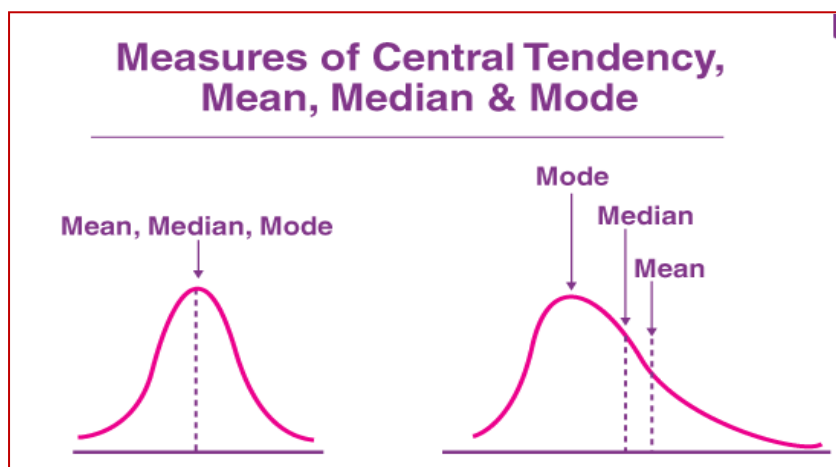 Measures of Central Tendency,
Mean, Median & Mode
Mode
Median
Mean, Median, Mode
Mean